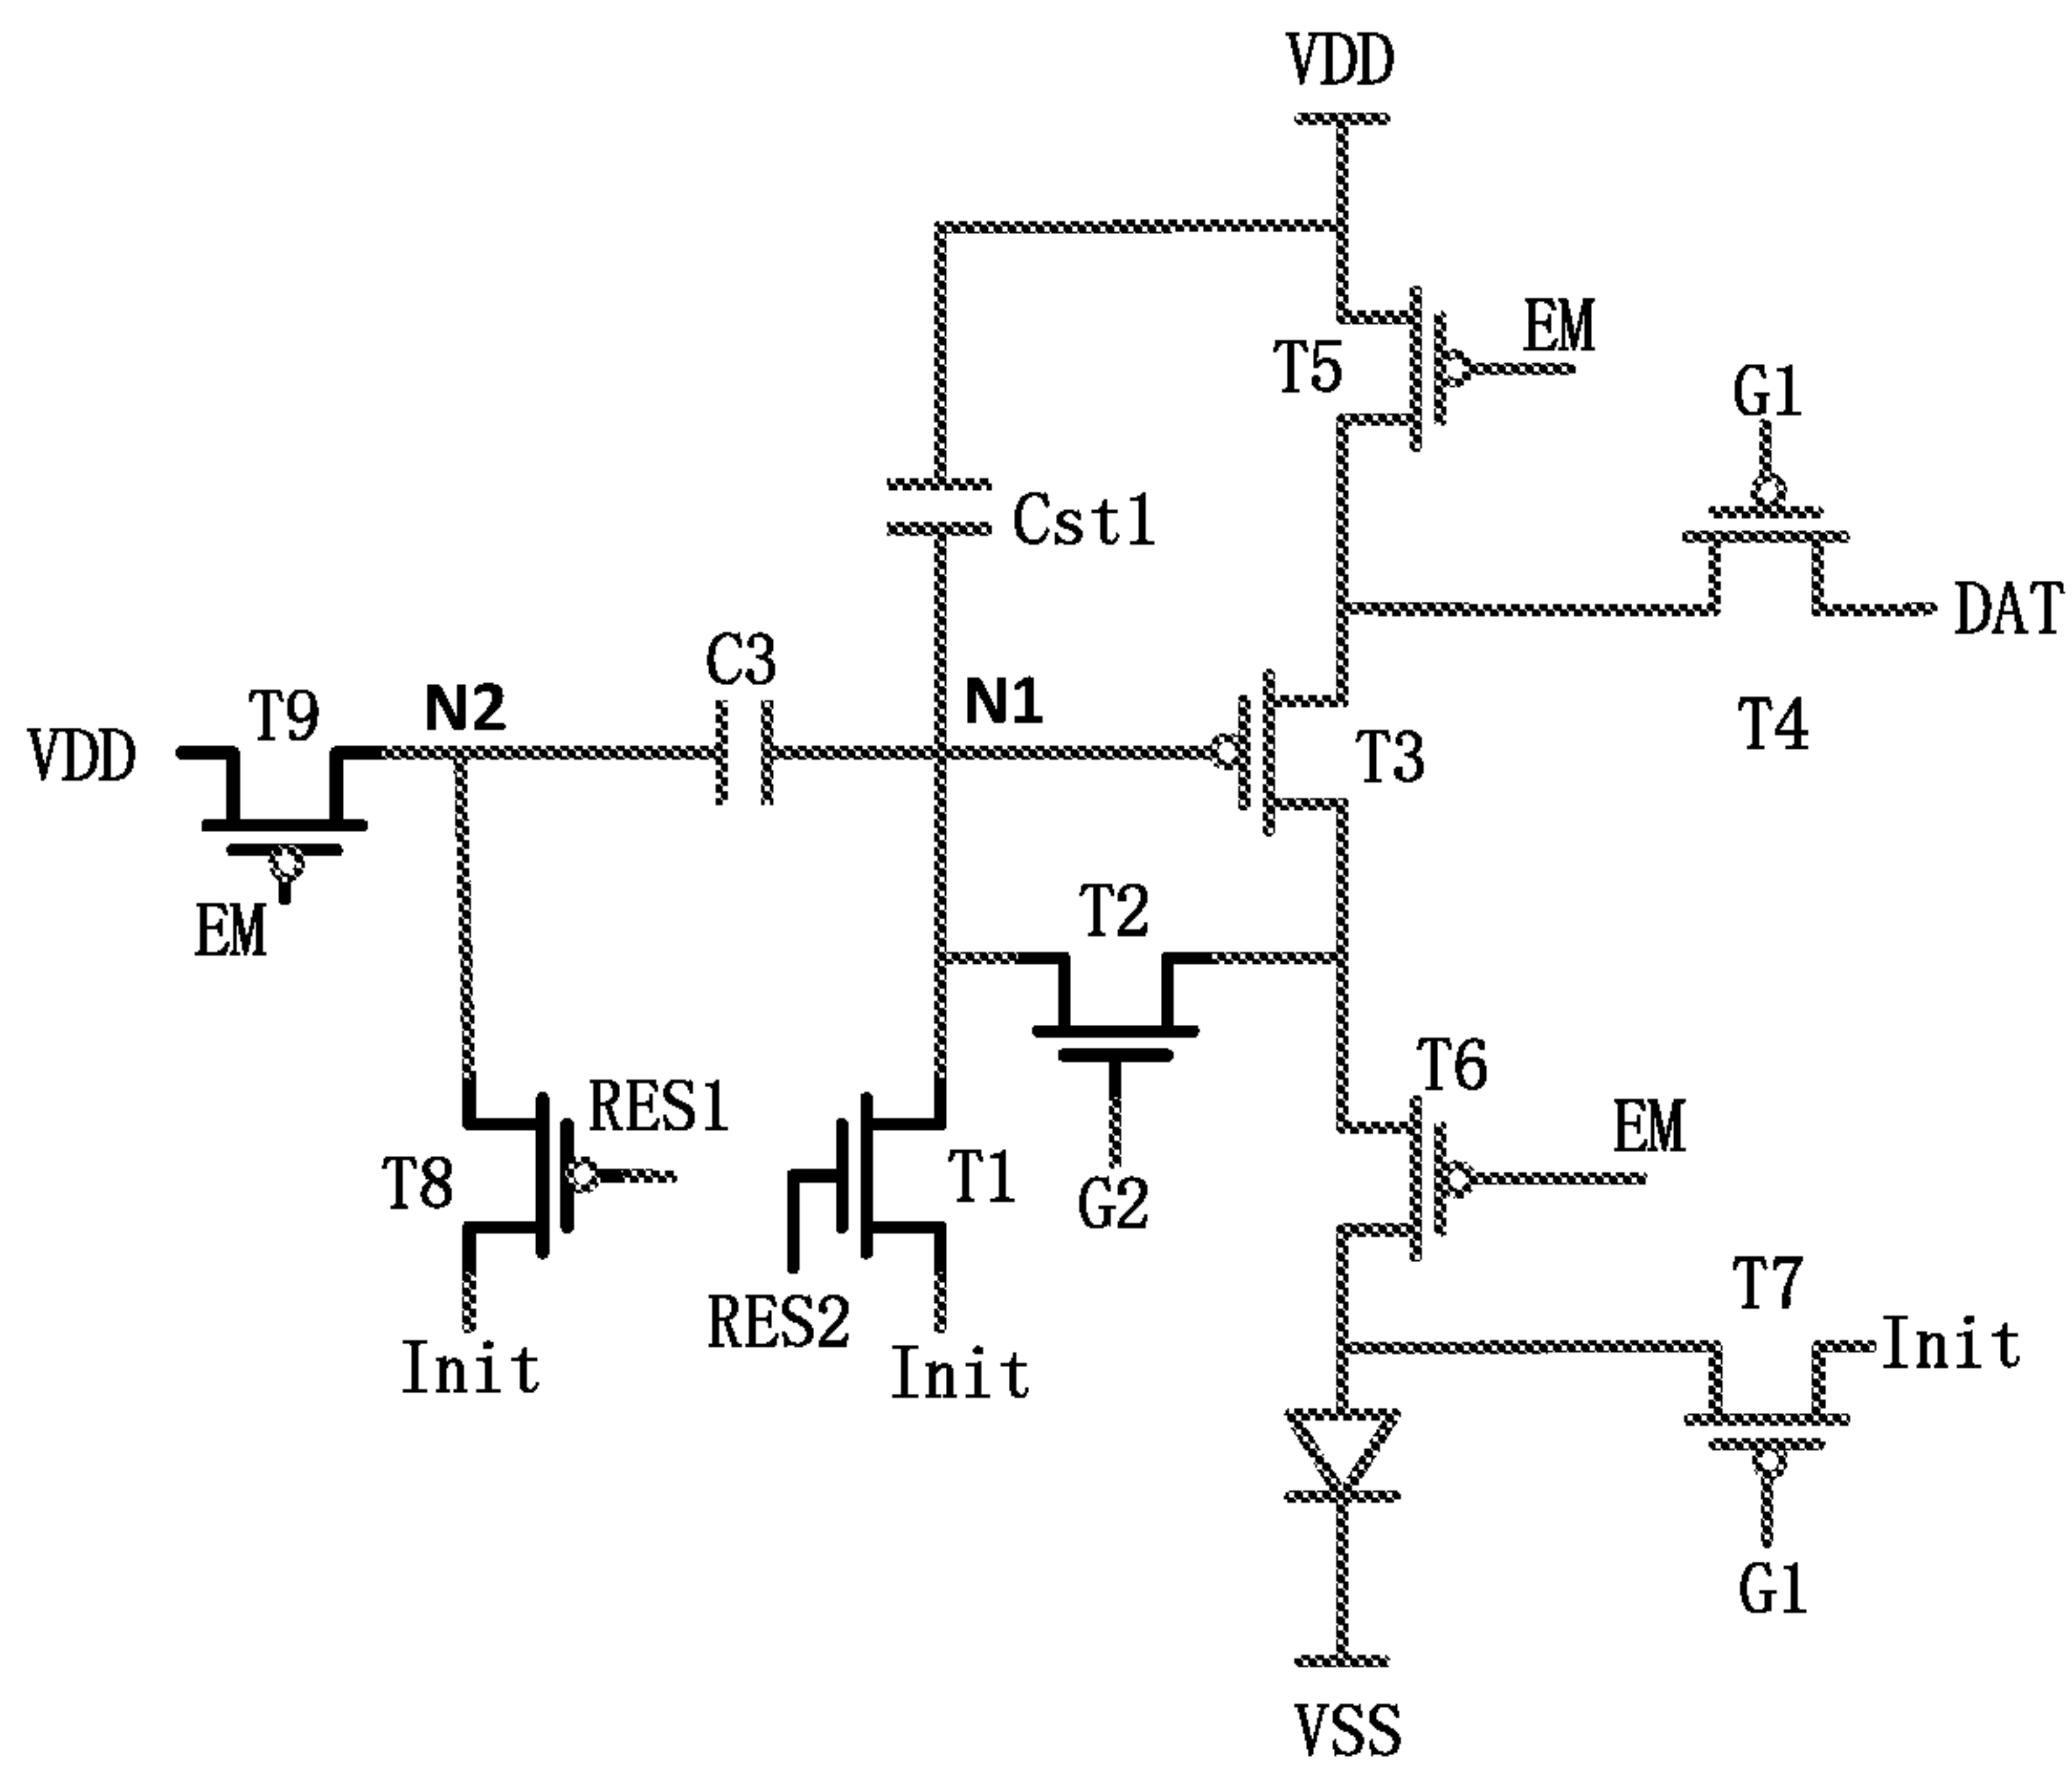 VDD
EM
T5
G1
Cst1
DAT
C3
N2
N1
T9
T4
VDD
T3
T2
EM
T6
RES1
EM
T8
T1
G2
T7
RES2
Init
Init
Init
G1
VSS